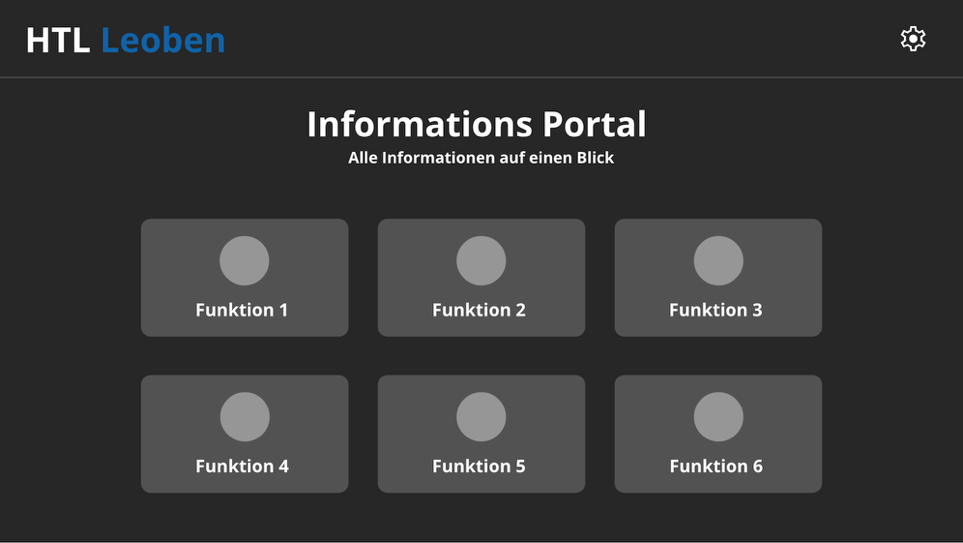 HTL Leoben
Informations Portal
Alle Informationen auf einen Blick
Funktion 1
Funktion 2
Funktion 3
Funktion 4
Funktion 5
Funktion 6